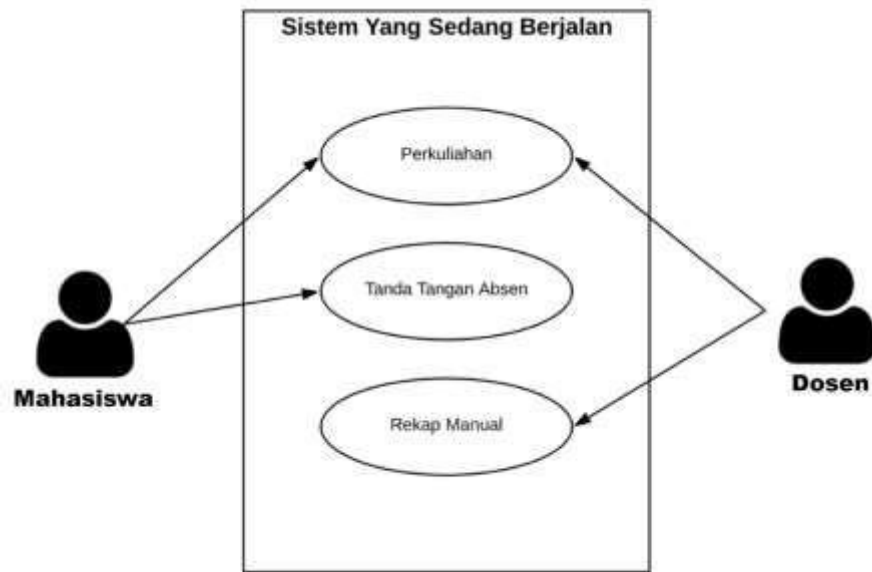 Sistem Yang Sedang Berjalan
Perkuliahan
Tanda Tangan Absen
Mahasiswa
Dosen
Rekap Manual